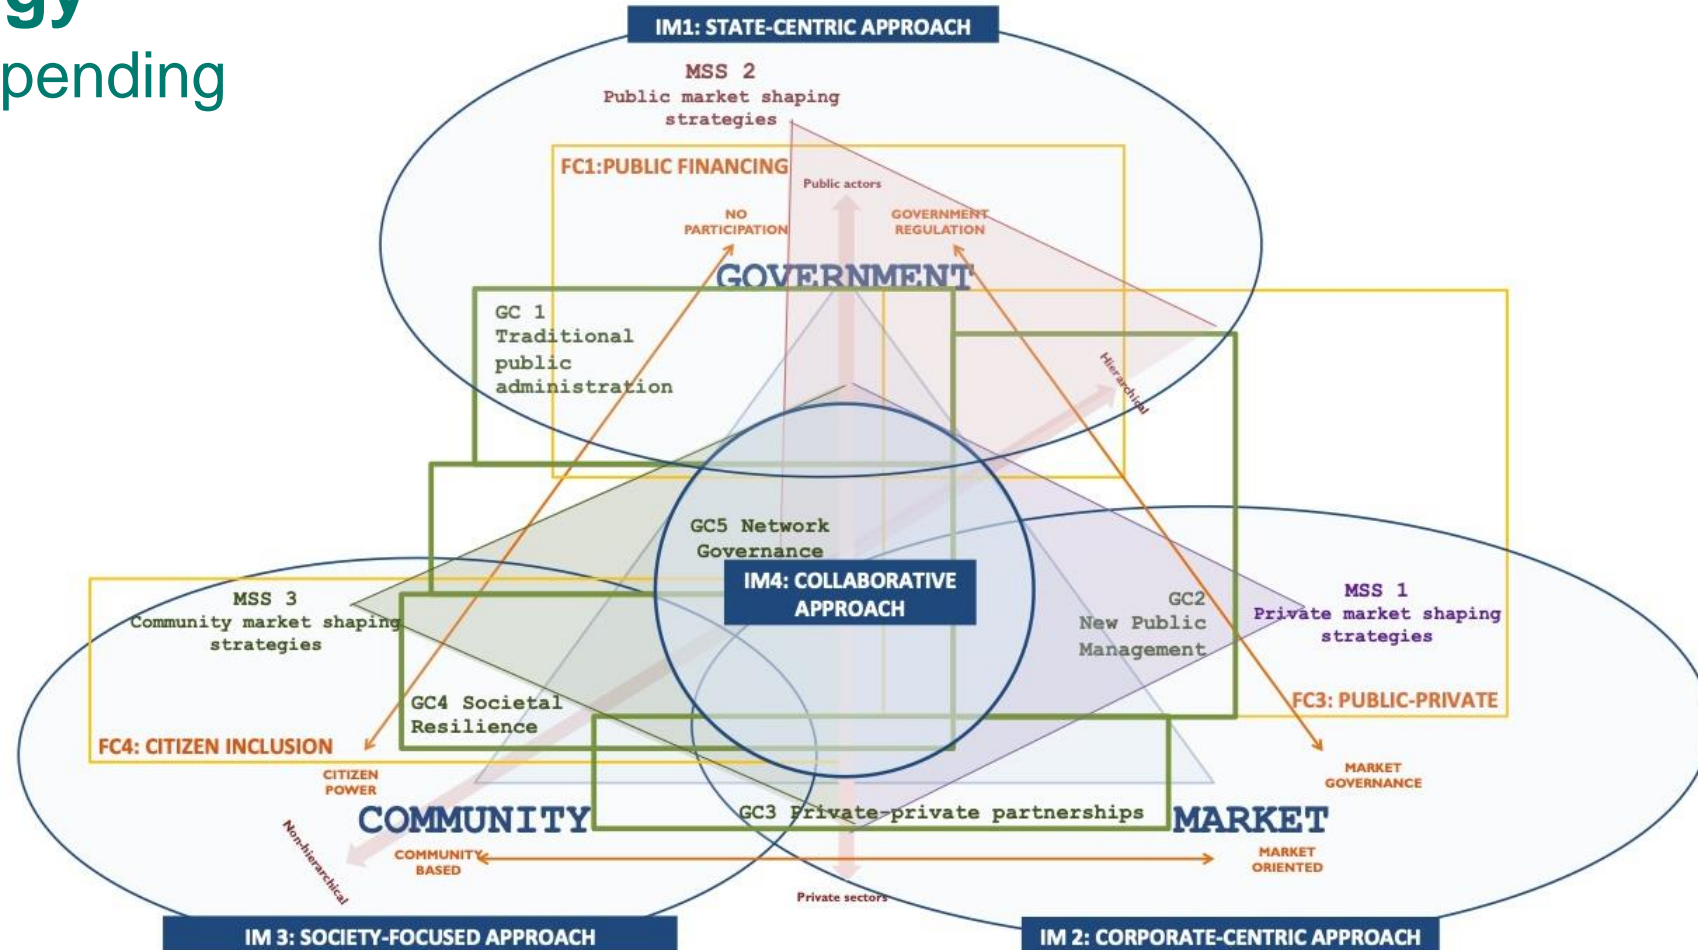 gy
pending
IM1: STATE-CENTRIC APPROACH
MSS 2
Public market shaping
strategies
FC1:PUBLIC FINANCING
Public actors
NO
PARTICIPATION
GOVERNMENT
REGULATION
GOVERNMENT
GC 1
Traditional
public
administration
Hierarchical
GC5 Network
Governance
IM4: COLLABORATIVE
APPROACH
MSS 3
Community market shaping
strategies
GC2
New Public
Management
MSS 1
Private market shaping
strategies
GC4 Societal
Resilience
FC3: PUBLIC-PRIVATE
FC4: CITIZEN INCLUSION
CITIZEN
POWER
MARKET
GOVERNANCE
COMMUNITY
GC3 Private-private partnerships
MARKET
Non-hierarchical
COMMUNITY
BASED
MARKET
ORIENTED
Private sectors
IM 3: SOCIETY-FOCUSED APPROACH
IM 2: CORPORATE-CENTRIC APPROACH